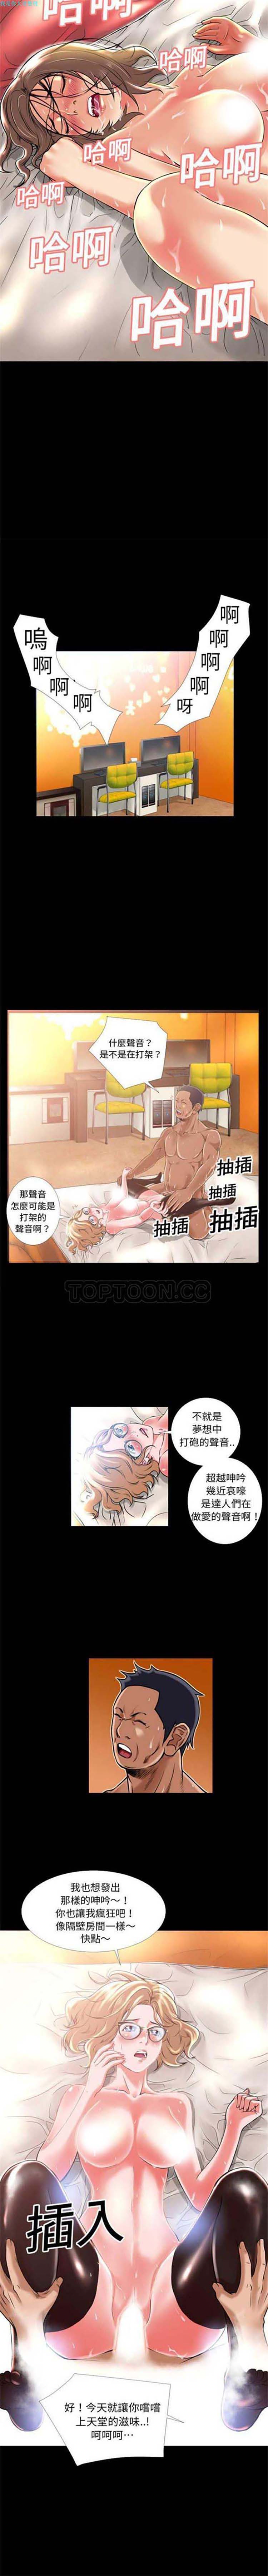 哈啊
哈啊
哈啊
哈啊
哈啊
哈啊
哈啊
啊
啊
啊
啊
呀
嗚
啊
啊
啊
什麼聲音？
是不是在打架？
那聲音
怎麼可能是
打架的
聲音啊？
抽插
抽插
抽插
抽插
TOPTOON.CC
不就是
夢想中
打砲的聲音..
超越呻吟
幾近哀嚎
是達人們在
做愛的聲音啊！
我也想發出
那樣的呻吟～！
你也讓我瘋狂吧！
像隔壁房間一樣～
快點～
插入
好！今天就讓你嚐嚐
上天堂的滋味..!
呵呵呵…